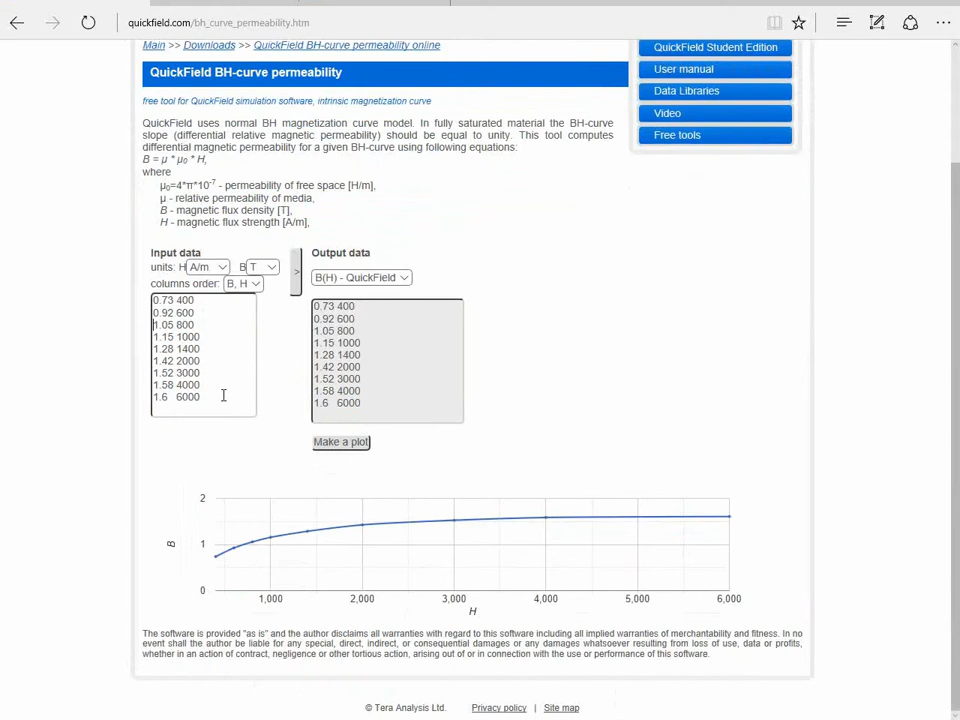 quickfield.com/bh_curve_permeability.htm
Main >> Downloads >> QuickField BH-curve permeability online
QuickField Student Edition
User manual
Data Libraries
Video
Free tools
QuickField BH-curve permeability
free tool for QuickField simulation software, intrinsic magnetization curve
QuickField uses normal BH magnetization curve model. In fully saturated material the BH-curve
slope (differential relative magnetic permeability) should be equal to unity. This tool computes
differential magnetic permeability for a given BH-curve using following equations:
B = μ * μ₀ * H,
where
μ₀=4*π*10⁻⁷ - permeability of free space [H/m],
μ - relative permeability of media,
B - magnetic flux density [T],
H - magnetic flux strength [A/m],
Input data
units: H A/m B T
columns order: B, H
0.73 400
0.92 600
1.05 800
1.15 1000
1.28 1400
1.42 2000
1.52 3000
1.58 4000
1.6 6000
>
Output data
B(H) - QuickField
0.73 400
0.92 600
1.05 800
1.15 1000
1.28 1400
1.42 2000
1.52 3000
1.58 4000
1.6 6000
Make a plot
2
1
0
B
1,000 2,000 3,000 4,000 5,000 6,000
H
The software is provided "as is" and the author disclaims all warranties with regard to this software including all implied warranties of merchantability and fitness. In no
event shall the author be liable for any special, direct, indirect, or consequential damages or any damages whatsoever resulting from loss of use, data or profits,
whether in an action of contract, negligence or other tortious action, arising out of or in connection with the use or performance of this software.
© Tera Analysis Ltd. Privacy policy | Site map